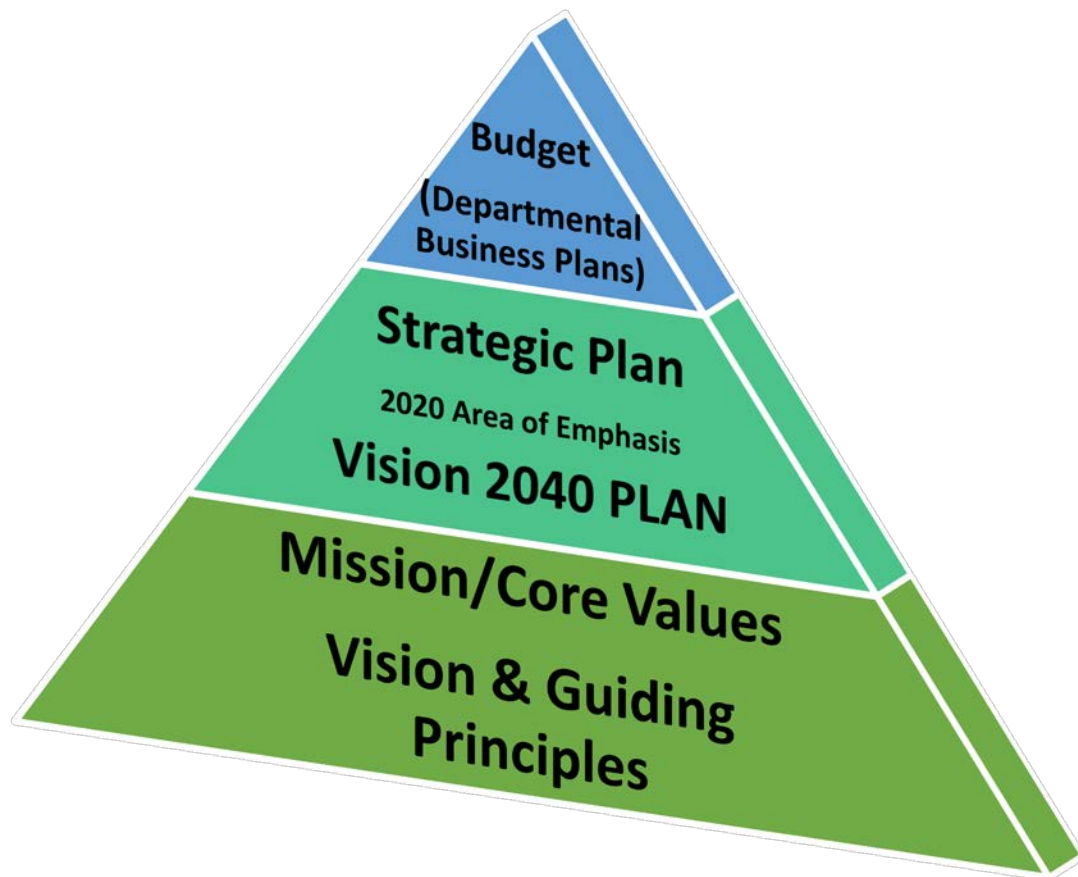 Budget
(Departmental
Business Plans)
Strategic Plan
2020 Area of Emphasis
Vision 2040 PLAN
Mission/Core Values
Vision & Guiding
Principles